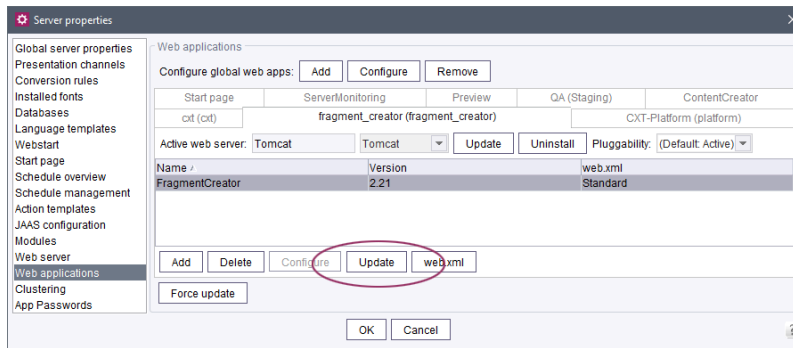 Server properties
Global server properties
Presentation channels
Conversion rules
Installed fonts
Databases
Language templates
Webstart
Start page
Schedule overview
Schedule management
Action templates
JAAS configuration
Modules
Web server
Web applications
Clustering
App Passwords
Web applications
Configure global web apps: Add Configure Remove
Start page ServerMonitoring Preview QA (Staging) ContentCreator
cxt (cxt) fragment_creator (fragment_creator) CXT-Platform (platform)
Active web server: Tomcat Tomcat Update Uninstall Pluggability: (Default: Active)
Name Version web.xml
FragmentCreator 2.21 Standard
Add Delete Configure Update web.xml
Force update
OK Cancel
?